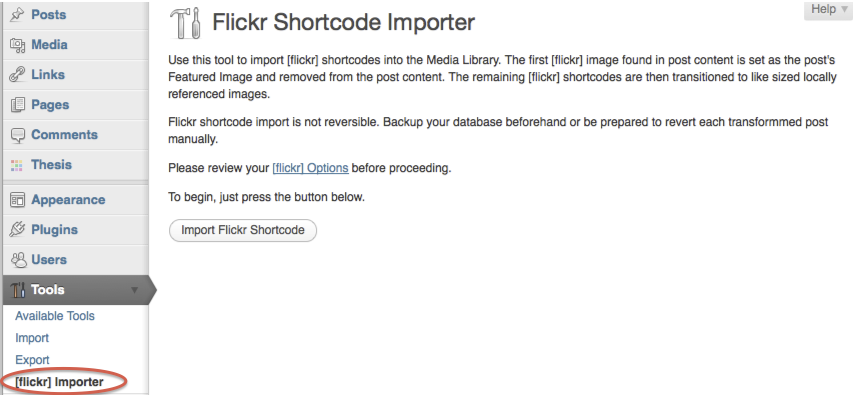 Posts
Media
Links
Pages
Comments
Thesis
Appearance
Plugins
Users
Tools
Available Tools
Import
Export
[flickr] Importer
Help
Flickr Shortcode Importer
Use this tool to import [flickr] shortcodes into the Media Library. The first [flickr] image found in post content is set as the post's
Featured Image and removed from the post content. The remaining [flickr] shortcodes are then transitioned to like sized locally
referenced images.
Flickr shortcode import is not reversible. Backup your database beforehand or be prepared to revert each transformmed post
manually.
Please review your [flickr] Options before proceeding.
To begin, just press the button below.
Import Flickr Shortcode